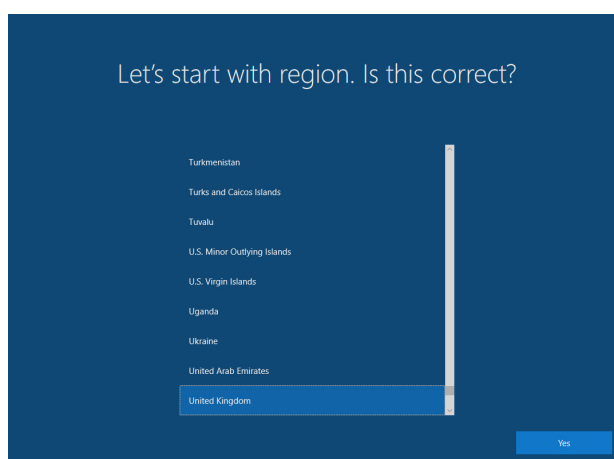 Let's start with region. Is this correct?
Turkmenistan
Turks and Caicos Islands
Tuvalu
U.S. Minor Outlying Islands
U.S. Virgin Islands
Uganda
Ukraine
United Arab Emirates
United Kingdom
Yes